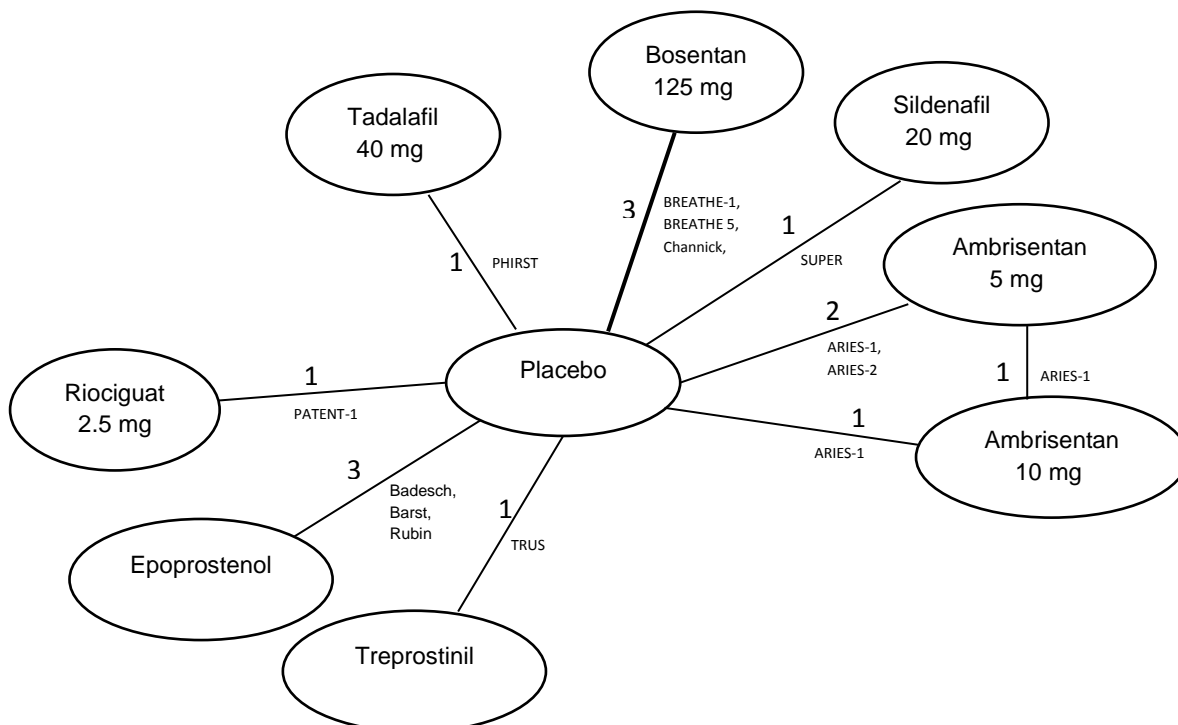 Bosentan
125 mg
Tadalafil
40 mg
Sildenafil
20 mg
3
BREATHE-1,
BREATHE 5,
Channick,
1
SUPER
1
PHIRST
Ambrisentan
5 mg
2
ARIES-1,
ARIES-2
Placebo
1
ARIES-1
Riociguat
2.5 mg
1
PATENT-1
1
ARIES-1
Ambrisentan
10 mg
3
Badesch,
Barst,
Rubin
1
TRUS
Epoprostenol
Treprostinil